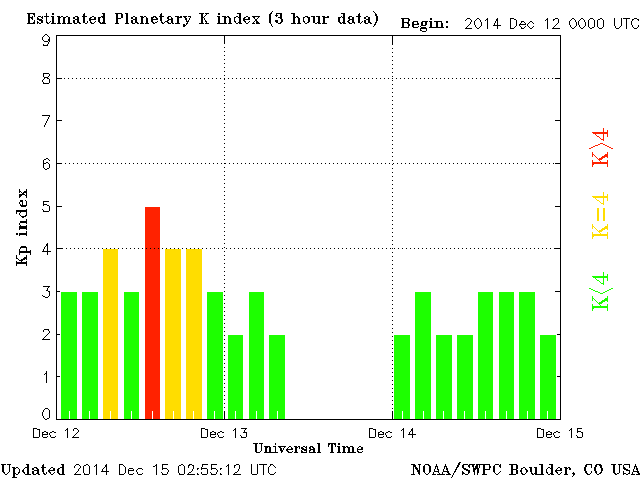 Estimated Planetary K index (3 hour data) Begin: 2014 Dec 12 0000 UTC
9
8
7
6
5
4
3
2
1
0
Kp index
K>4
K=4
K<4
Dec 12 Dec 13 Dec 14 Dec 15
Universal Time
Updated 2014 Dec 15 02:55:12 UTC NOAA/SWPC Boulder, CO USA